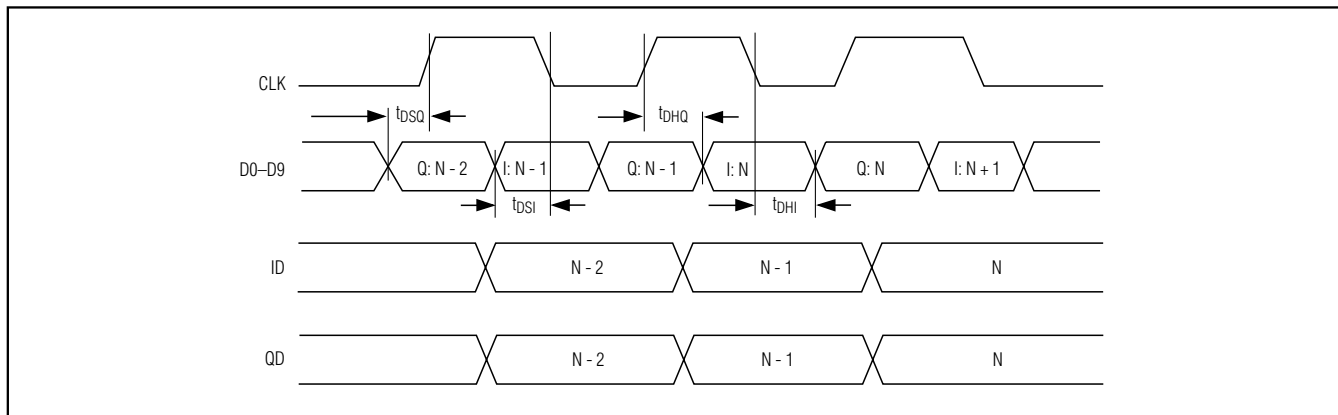 CLK
tDSQ
tDHQ
D0–D9
Q: N - 2
I: N - 1
Q: N - 1
I: N
Q: N
I: N + 1
tDSI
tDHI
ID
N - 2
N - 1
N
QD
N - 2
N - 1
N